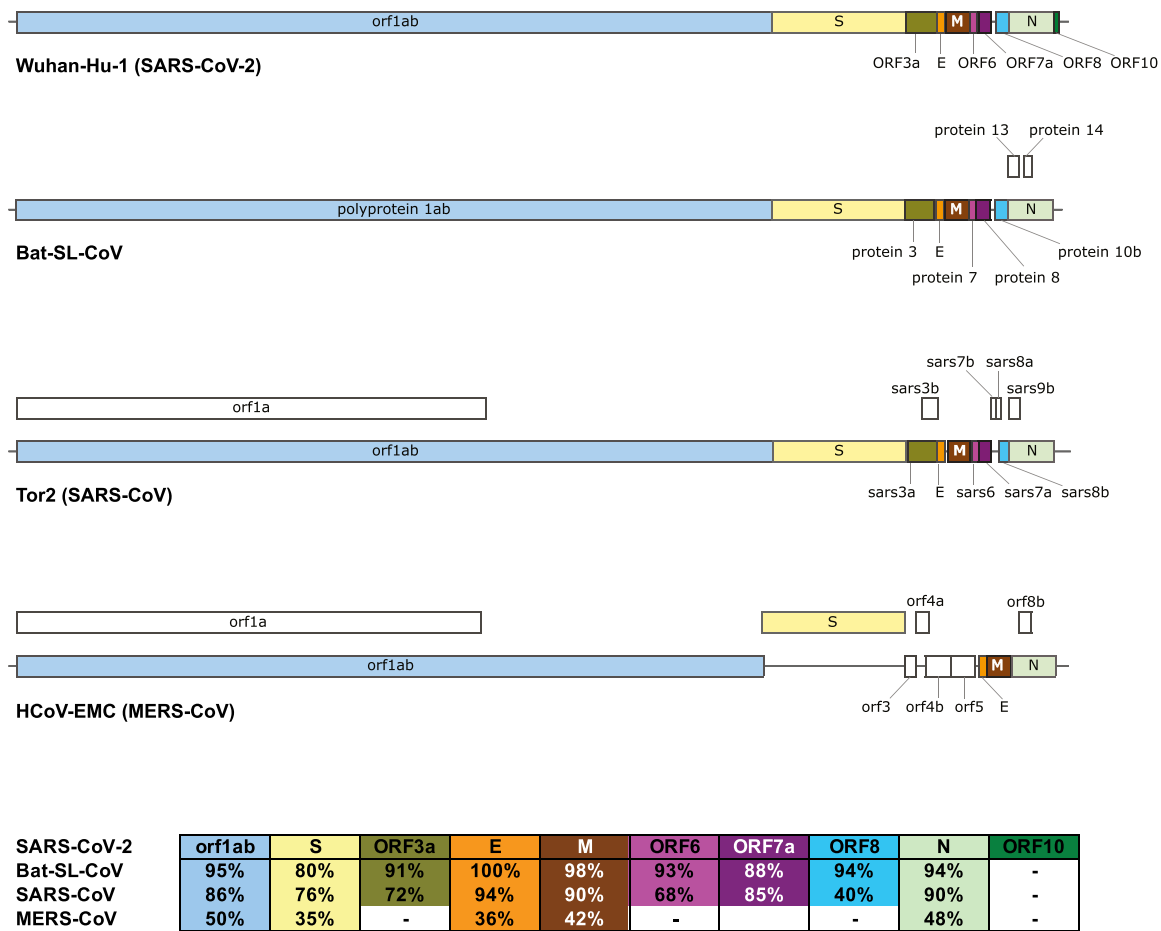 orf1ab S M N
ORF3a E ORF6 ORF7a ORF8 ORF10
Wuhan-Hu-1 (SARS-CoV-2)
protein 13 protein 14
polyprotein 1ab S M N
protein 3 E protein 10b
Bat-SL-CoV
protein 7 protein 8
sars7b sars8a
sars3b sars9b
orf1a
orf1ab S M N
sars3a E sars6 sars7a sars8b
Tor2 (SARS-CoV)
orf4a orf8b
orf1a S
orf1ab M N
orf3 orf4b orf5 E
HCoV-EMC (MERS-CoV)
SARS-CoV-2 orf1ab S ORF3a E M ORF6 ORF7a ORF8 N ORF10
Bat-SL-CoV 95% 80% 91% 100% 98% 93% 88% 94% 94% -
SARS-CoV 86% 76% 72% 94% 90% 68% 85% 40% 90% -
MERS-CoV 50% 35% - 36% 42% - - 48% -